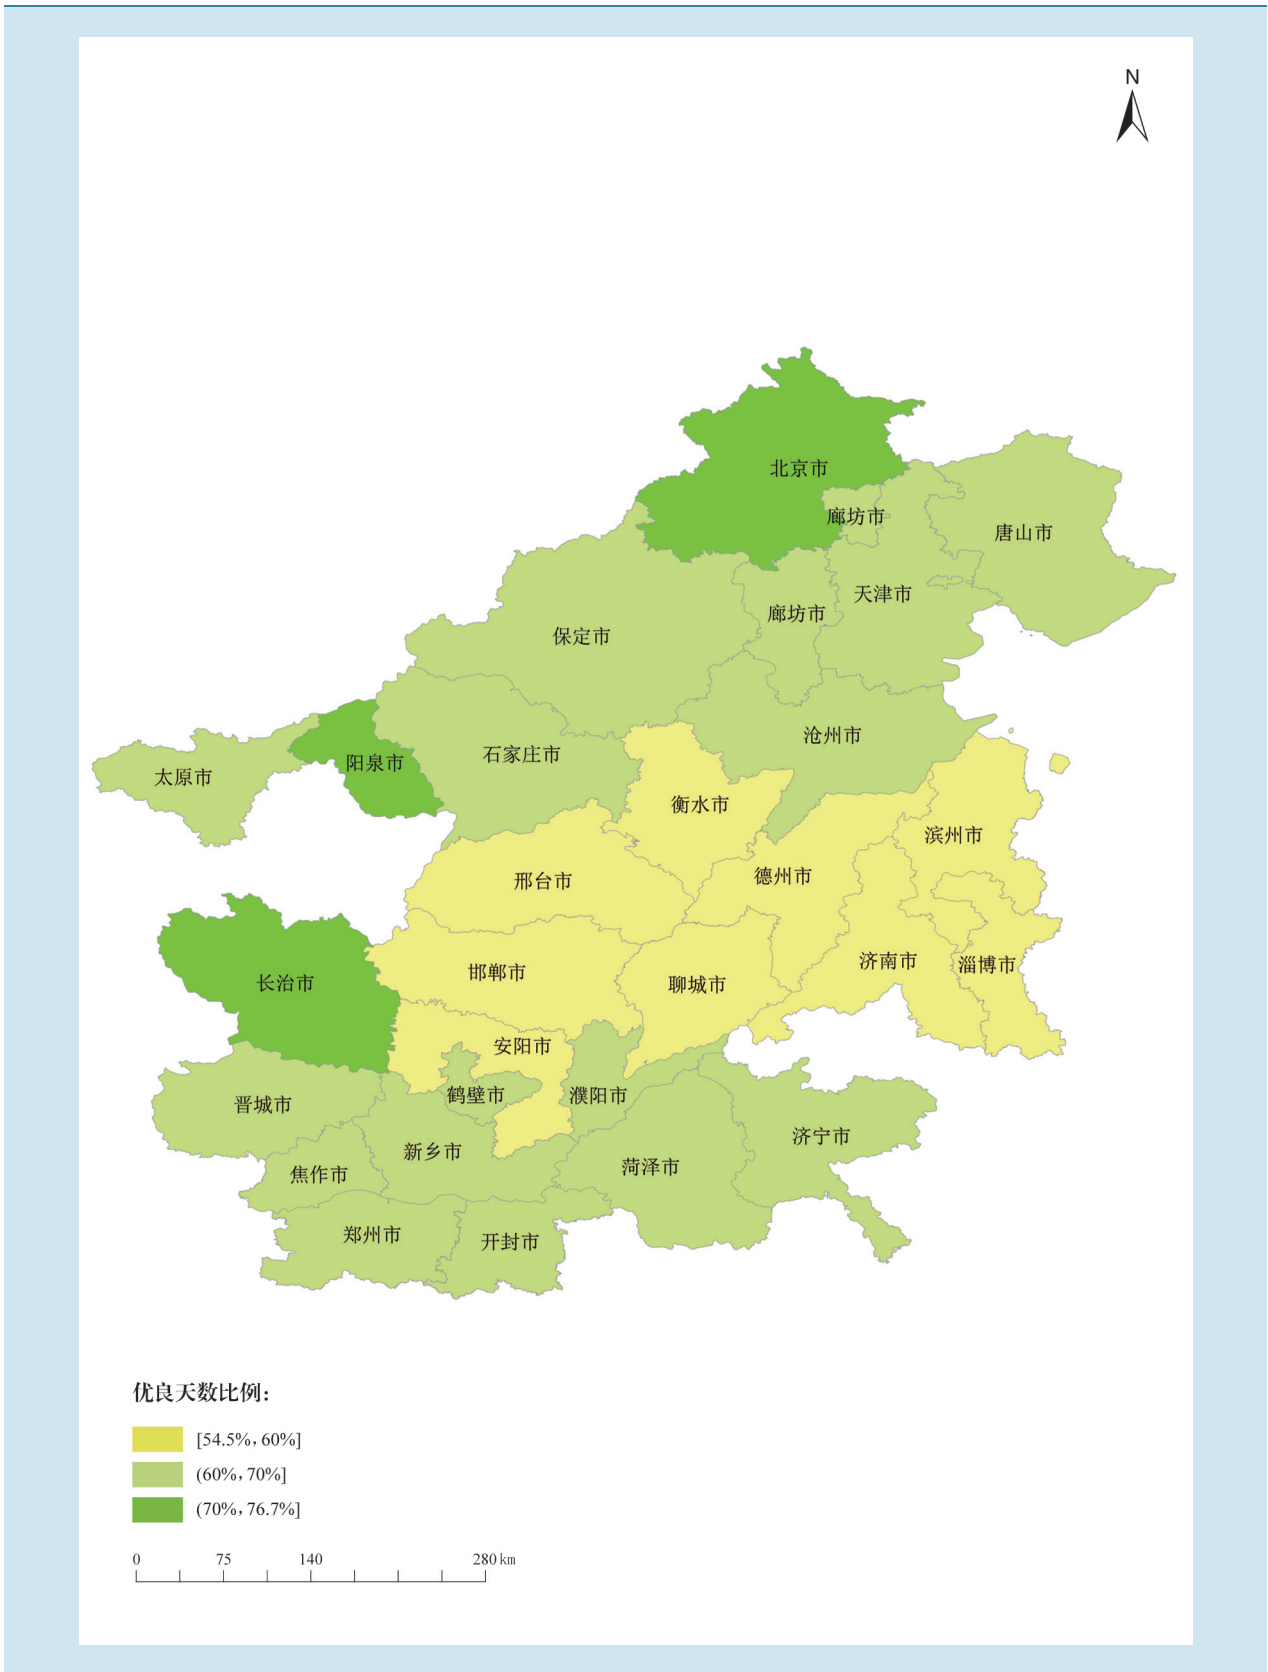 N
北京市
廊坊市
唐山市
天津市
廊坊市
保定市
沧州市
石家庄市
阳泉市
太原市
衡水市
滨州市
德州市
邢台市
济南市
淄博市
邯郸市
长治市
聊城市
安阳市
鹤壁市
濮阳市
晋城市
济宁市
新乡市
菏泽市
焦作市
郑州市
开封市
优良天数比例:
[54.5%,60%]
(60%,70%]
(70%,76.7%]
0 75 140 280 km